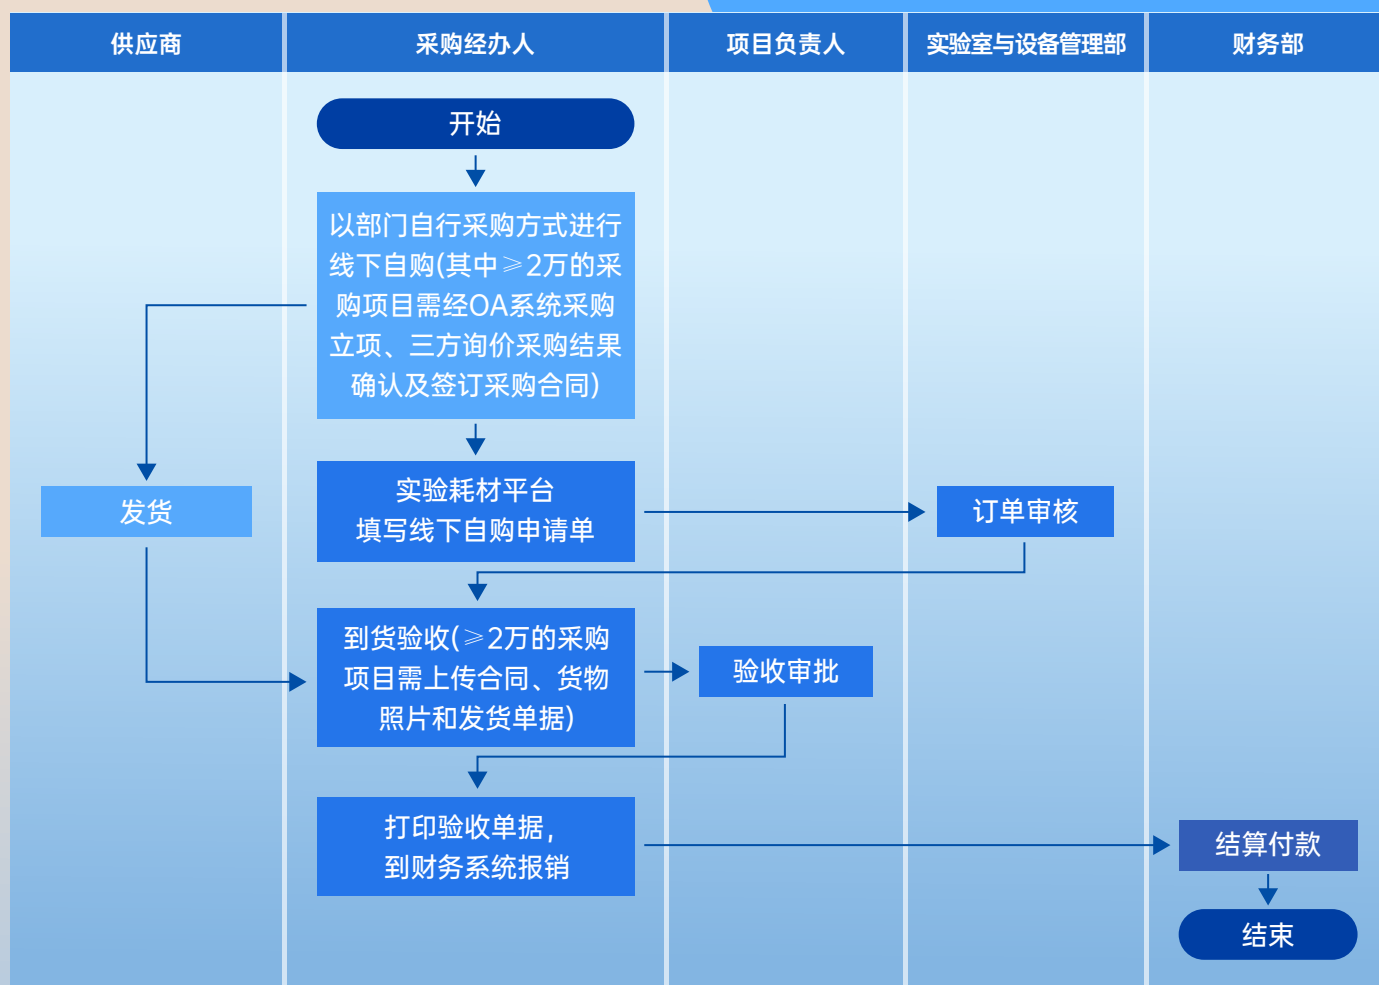 供应商
采购经办人
项目负责人
实验室与设备管理部
财务部
开始
以部门自行采购方式进行
线下自购(其中≥2万的采
购项目需经OA系统采购
立项、三方询价采购结果
确认及签订采购合同)
发货
实验耗材平台
填写线下自购申请单
订单审核
到货验收(≥2万的采购
项目需上传合同、货物
照片和发货单据)
验收审批
打印验收单据，
到财务系统报销
结算付款
结束